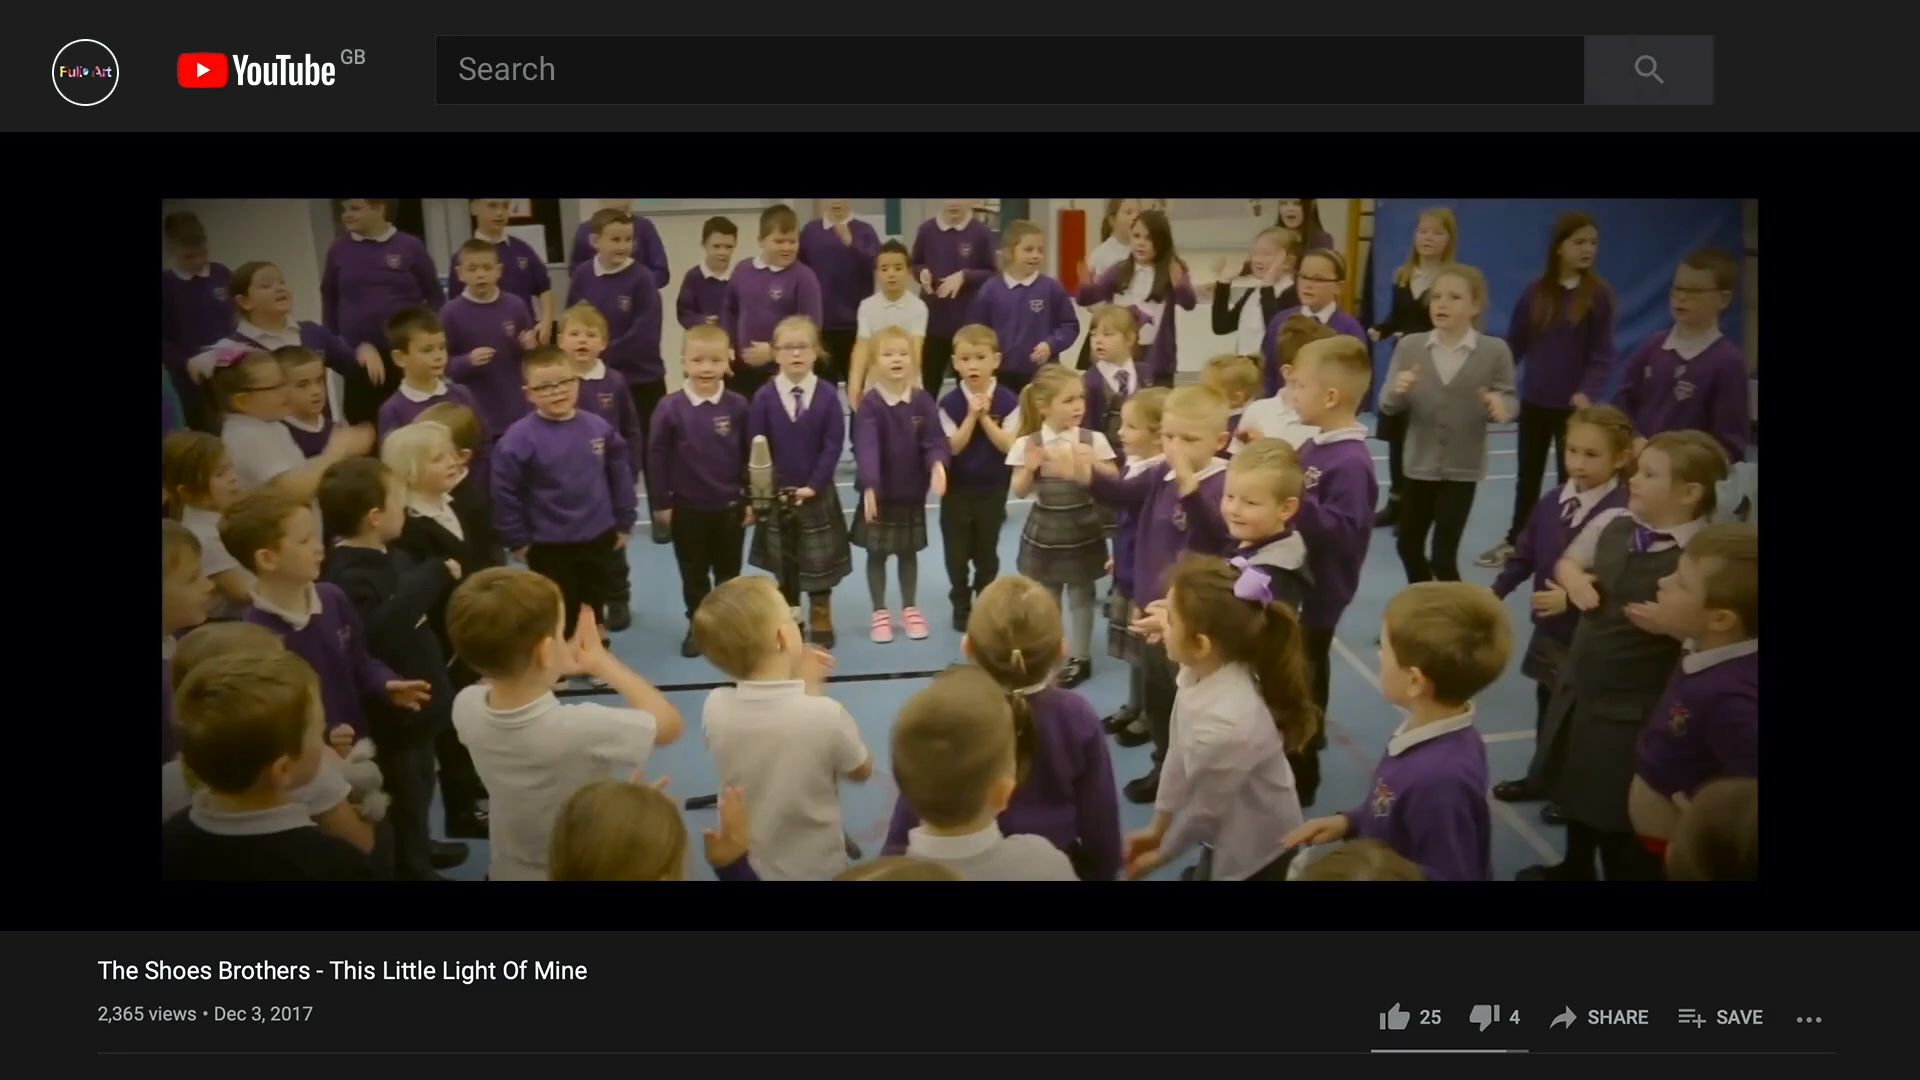 Fulio Art
YouTube GB
Search
The Shoes Brothers - This Little Light Of Mine
2,365 views • Dec 3, 2017
25 4 SHARE SAVE